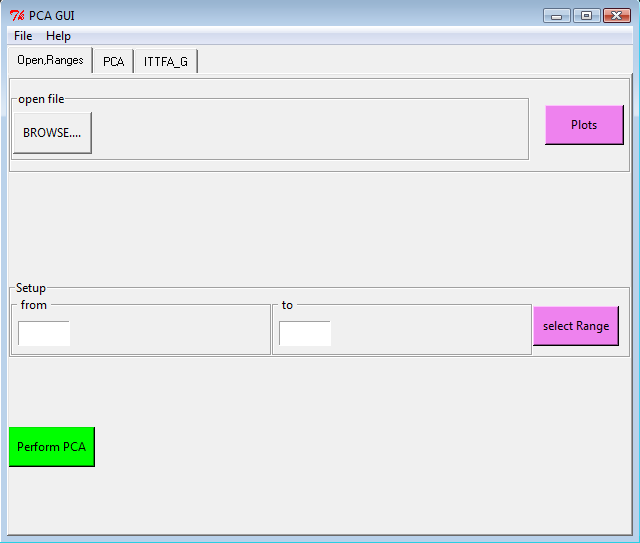 PCA GUI
File Help
Open,Ranges PCA ITTFA_G
open file
BROWSE....
Plots
Setup
from to
select Range
Perform PCA